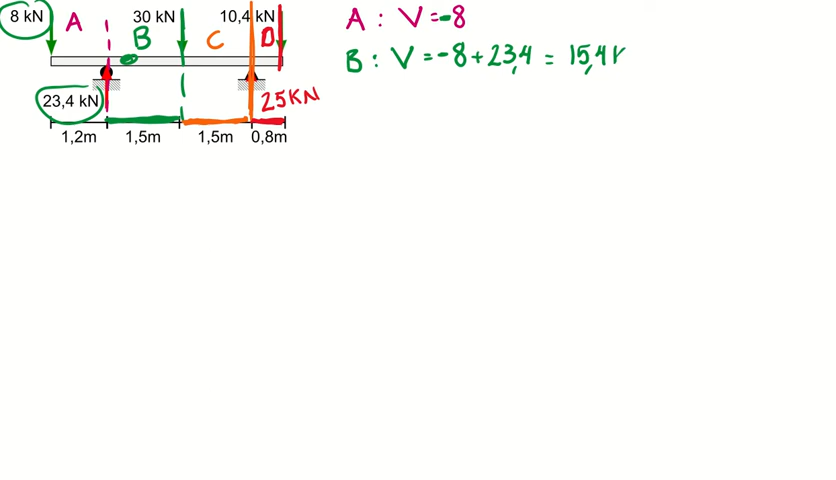 8 kN A 30 kN 10,4 kN
B C D
23,4 kN 25KN
1,2m 1,5m 1,5m 0,8m
A : V = -8
B : V = -8 + 23,4 = 15,4